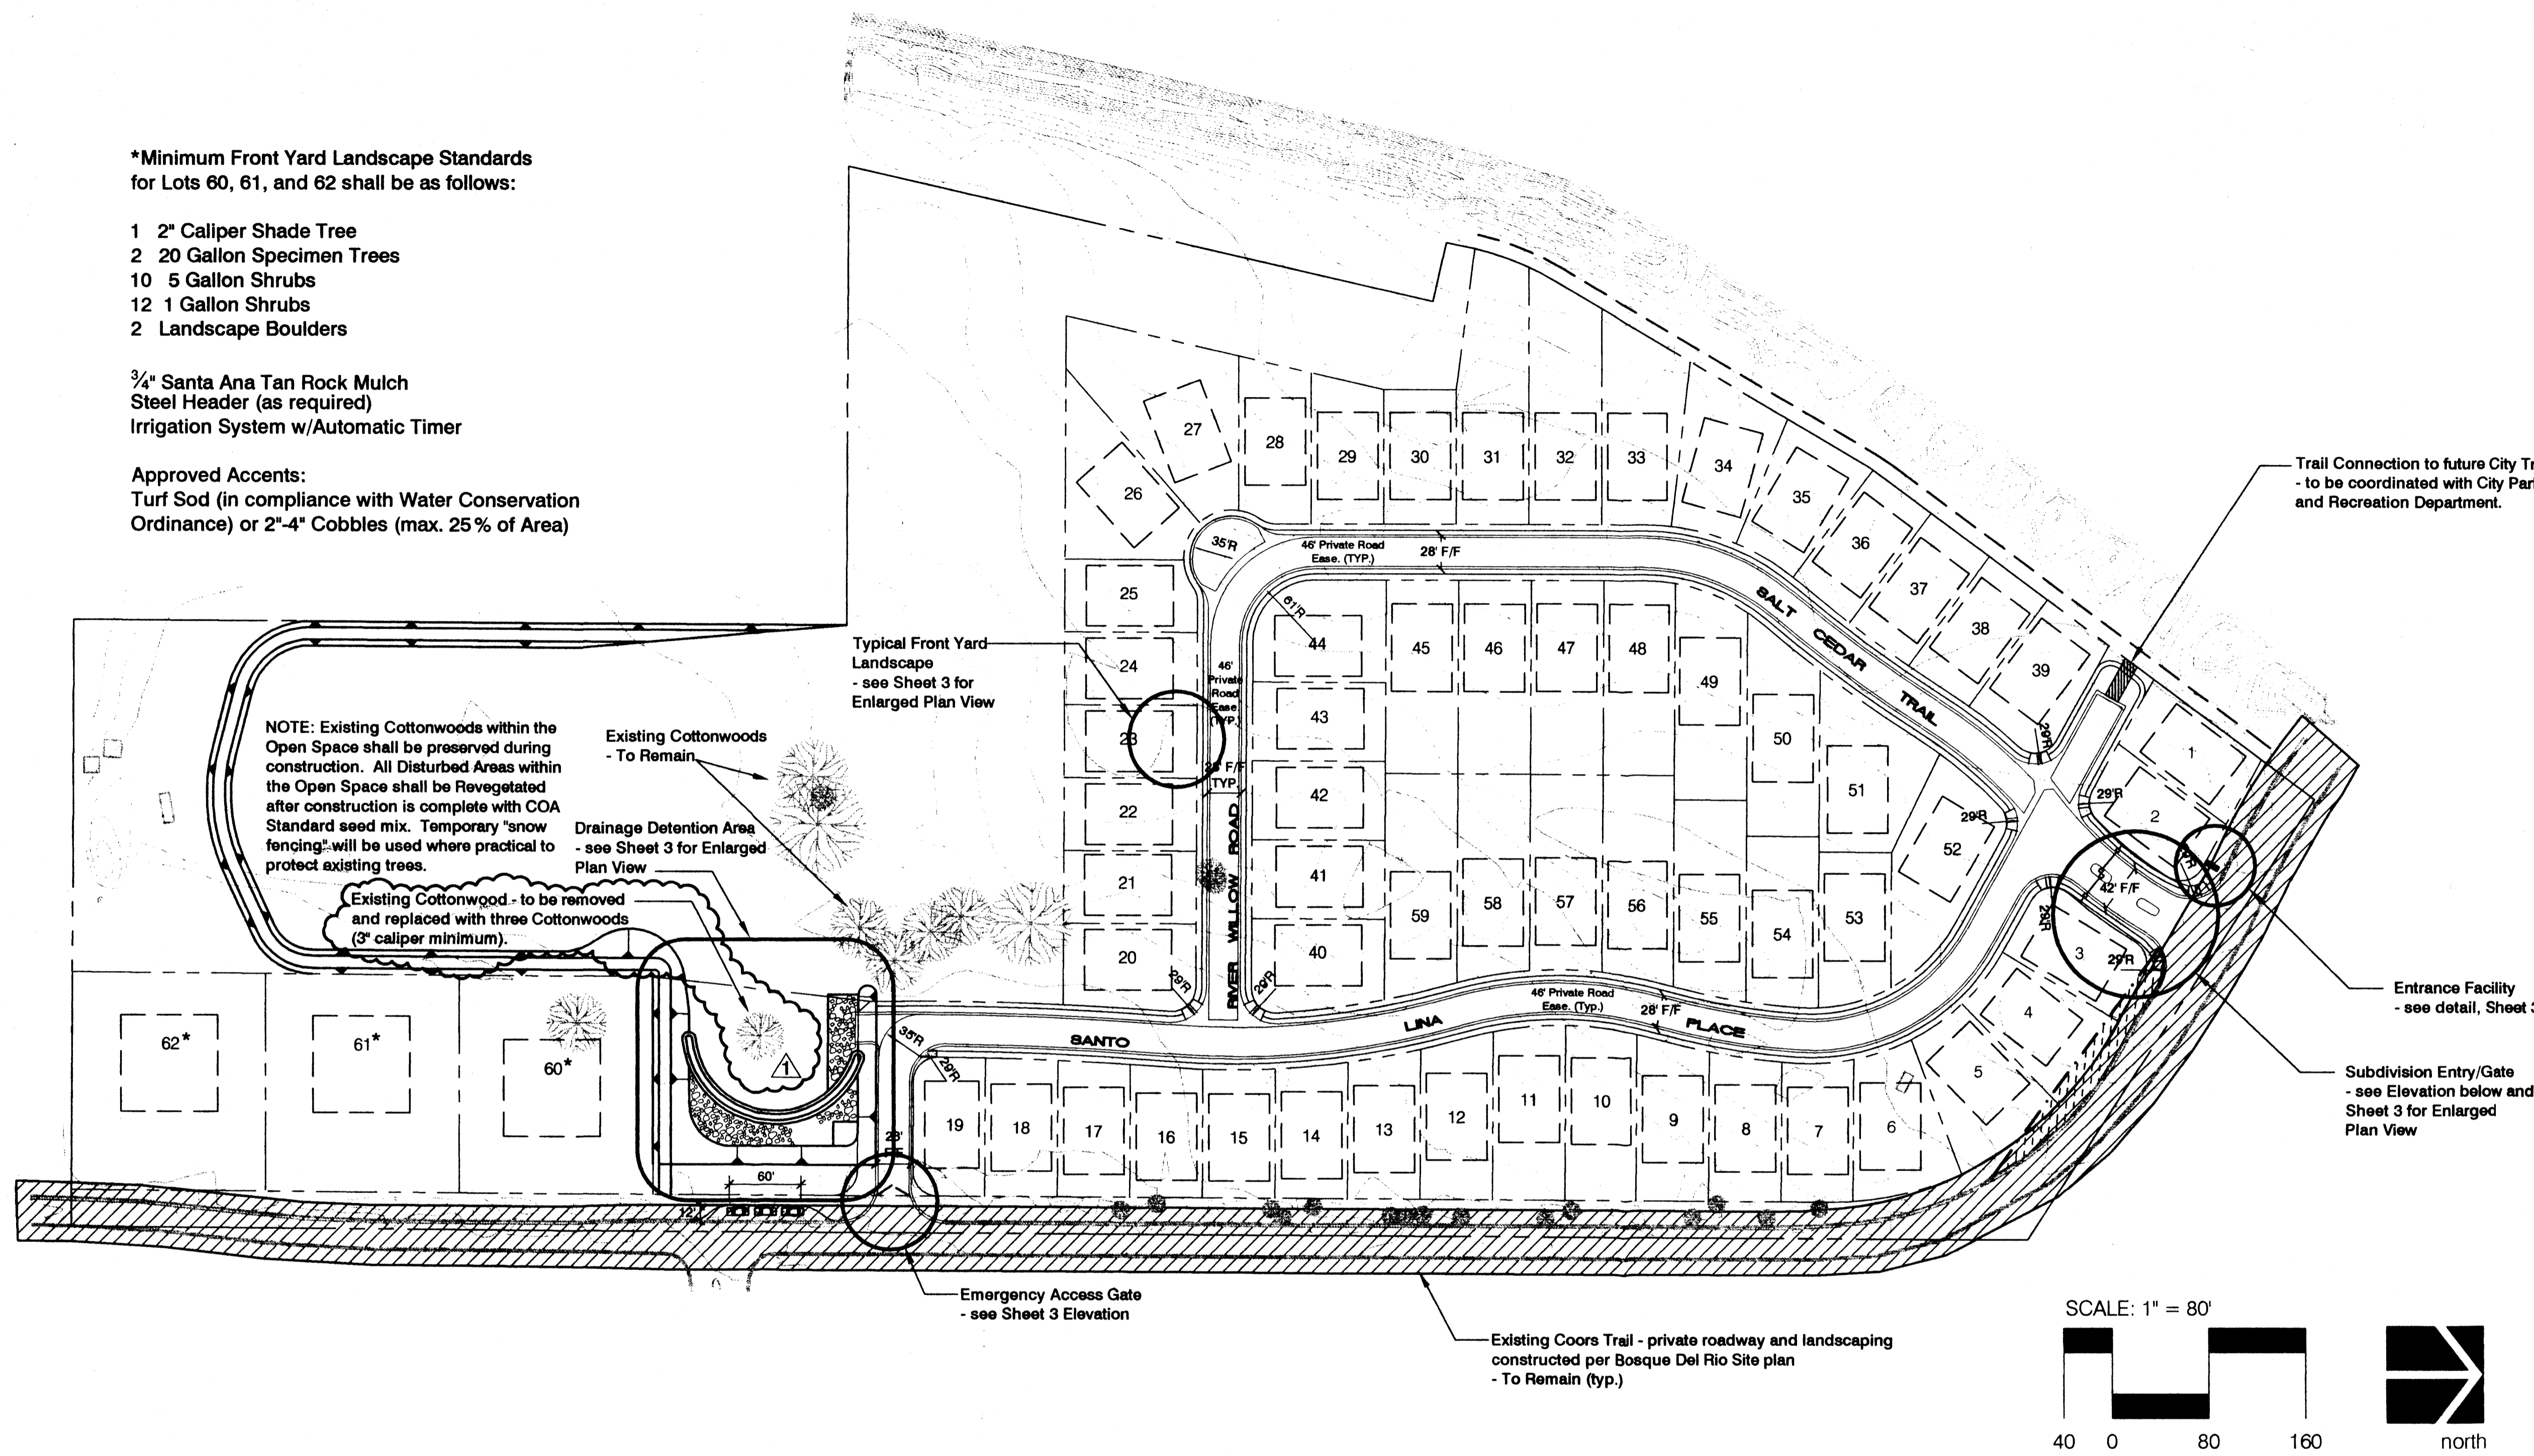 *Minimum Front Yard Landscape Standards
for Lots 60, 61, and 62 shall be as follows:
1 2" Caliper Shade Tree
2 20 Gallon Specimen Trees
10 5 Gallon Shrubs
12 1 Gallon Shrubs
2 Landscape Boulders
3/4" Santa Ana Tan Rock Mulch
Steel Header (as required)
Irrigation System w/Automatic Timer
Approved Accents:
Turf Sod (in compliance with Water Conservation
Ordinance) or 2"-4" Cobbles (max. 25% of Area)
NOTE: Existing Cottonwoods within the
Open Space shall be preserved during
construction. All Disturbed Areas within
the Open Space shall be Revegetated
after construction is complete with COA
Standard seed mix. Temporary "snow
fencing" will be used where practical to
protect existing trees.
Existing Cottonwoods
- To Remain
Drainage Detention Area
- see Sheet 3 for Enlarged
Plan View
Existing Cottonwood - to be removed
and replaced with three Cottonwoods
(3" caliper minimum).
Typical Front Yard
Landscape
- see Sheet 3 for
Enlarged Plan View
Trail Connection to future City Tr
- to be coordinated with City Par
and Recreation Department.
27
28
29
30
31
32
33
34
35
36
37
38
39
26
25
24
23
22
21
20
35'R
46' Private Road
Ease. (TYP.)
28' F/F
61'R
46'
Private
Road
Ease.
(TYP.)
28' F/F
TYP.
RIVER WILLOW ROAD
SALT CEDAR TRAIL
44
43
42
41
40
45
46
47
48
49
50
51
52
59
58
57
56
55
54
53
29'R
29'R
29'R
29'R
29'R
29'R
29'R
29'R
42' F/F
1
2
3
4
5
46' Private Road
Ease. (Typ.)
28' F/F
SANTO LINA PLACE
35'R
29'R
62*
61*
60*
1
19
18
17
16
15
14
13
12
11
10
9
8
7
6
28'
60'
12'
Entrance Facility
- see detail, Sheet 3
Subdivision Entry/Gate
- see Elevation below and
Sheet 3 for Enlarged
Plan View
Emergency Access Gate
- see Sheet 3 Elevation
Existing Coors Trail - private roadway and landscaping
constructed per Bosque Del Rio Site plan
- To Remain (typ.)
SCALE: 1" = 80'
40 0 80 160
north